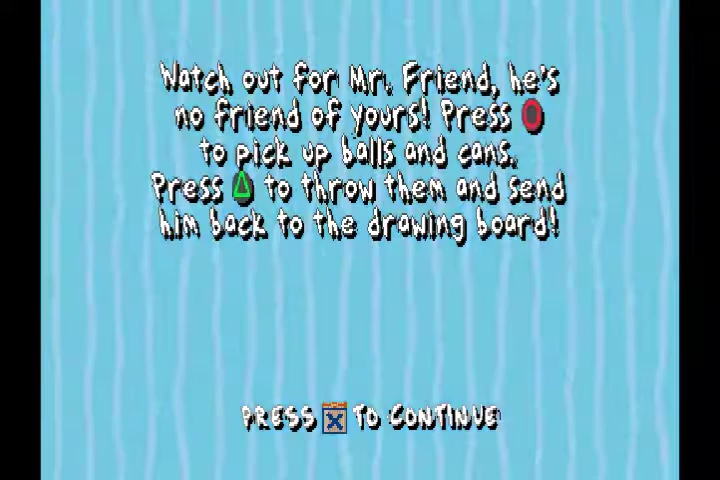 Watch out for Mr. Friend, he's
no friend of yours! Press O
to pick up balls and cans.
Press △ to throw them and send
him back to the drawing board!
PRESS X TO CONTINUE